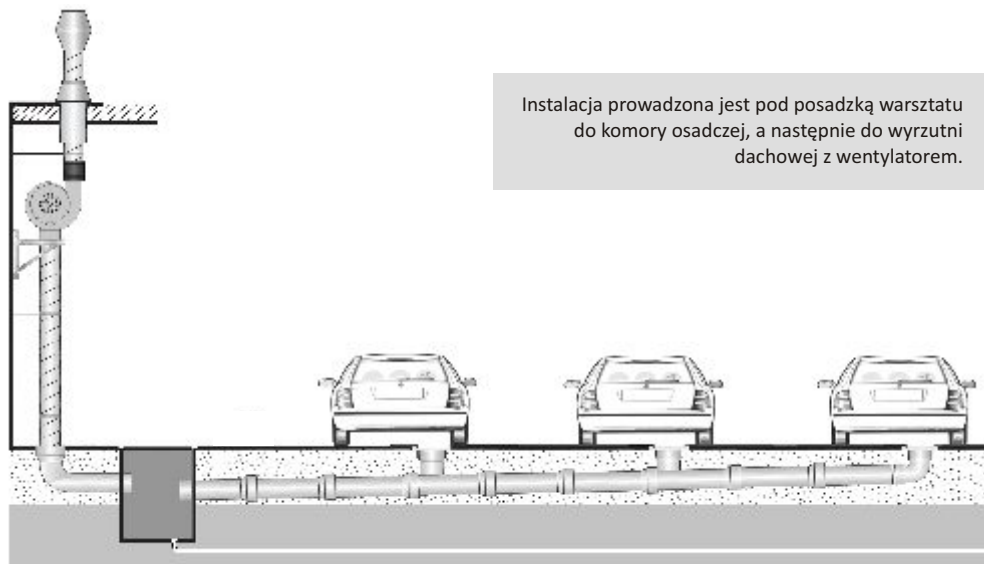 Instalacja prowadzona jest pod posadzką warsztatu
do komory osadczej, a następnie do wyrzutni
dachowej z wentylatorem.